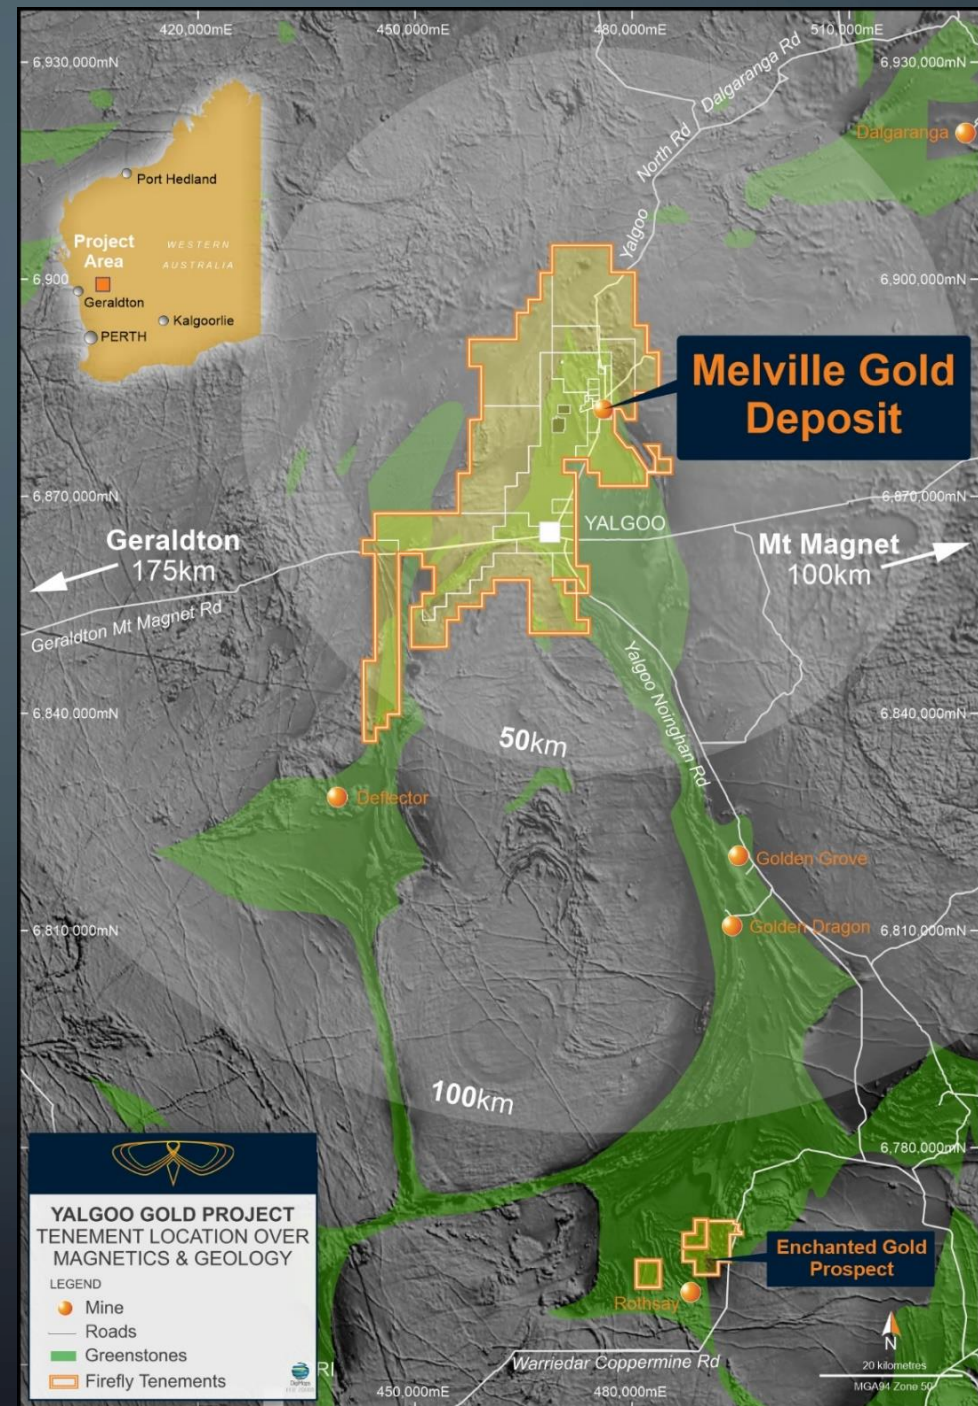 420,000mE
450,000mE
480,000mE
510,000mE
6,930,000mN
6,930,000mN
Dalgaranga Rd
Dalgaranga
North Rd
Yalgoo
Port Hedland
Project
Area
WESTERN
AUSTRALIA
Geraldton
Kalgoorlie
PERTH
6,900
6,900,000mN
Melville Gold
Deposit
6,870,000mN
6,870,000mN
YALGOO
Geraldton
175km
Mt Magnet
100km
Geraldton Mt Magnet Rd
Yalgoo Noinghan Rd
6,840,000mN
6,840,000mN
50km
Deflector
Golden Grove
Golden Dragon
6,810,000mN
6,810,000mN
100km
6,780,000mN
YALGOO GOLD PROJECT
TENEMENT LOCATION OVER
MAGNETICS & GEOLOGY
LEGEND
Mine
Roads
Greenstones
Firefly Tenements
RI
Enchanted Gold
Prospect
Rothsay
Warriedar Coppermine Rd
N
20 kilometres
MGA94 Zone 50
450,000mE
480,000mE